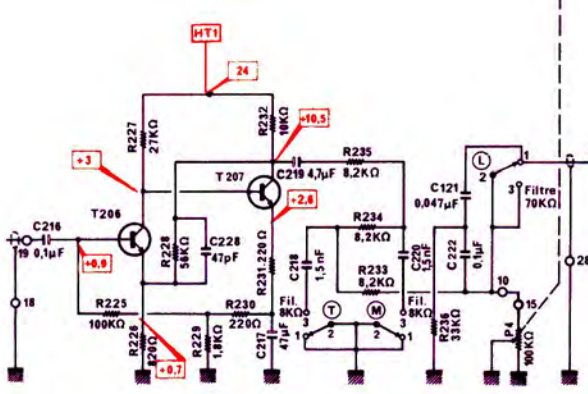 HT1
24
R227
27KΩ
R232
10KΩ
+10,5
+3
T 207
C219 4,7µF
R235
8,2KΩ
+2,6
L
1
2
3
Filtre
70KΩ
C121
0,047µF
C216
0,1µF
T206
19
+0,9
18
R228
56KΩ
C228
47pF
R231.220 Ω
C218
1,5nF
R234
8,2KΩ
R233
8,2KΩ
C220
1,5nF
C222
0,1µF
28
10
15
R225
100KΩ
R226
820Ω
+0,7
R229
1,8KΩ
R230
220Ω
C217
47µF
Fil.
8KΩ
3
1
2
T
M
2
1
3
Fil.
8KΩ
R236
33KΩ
P4
100KΩ